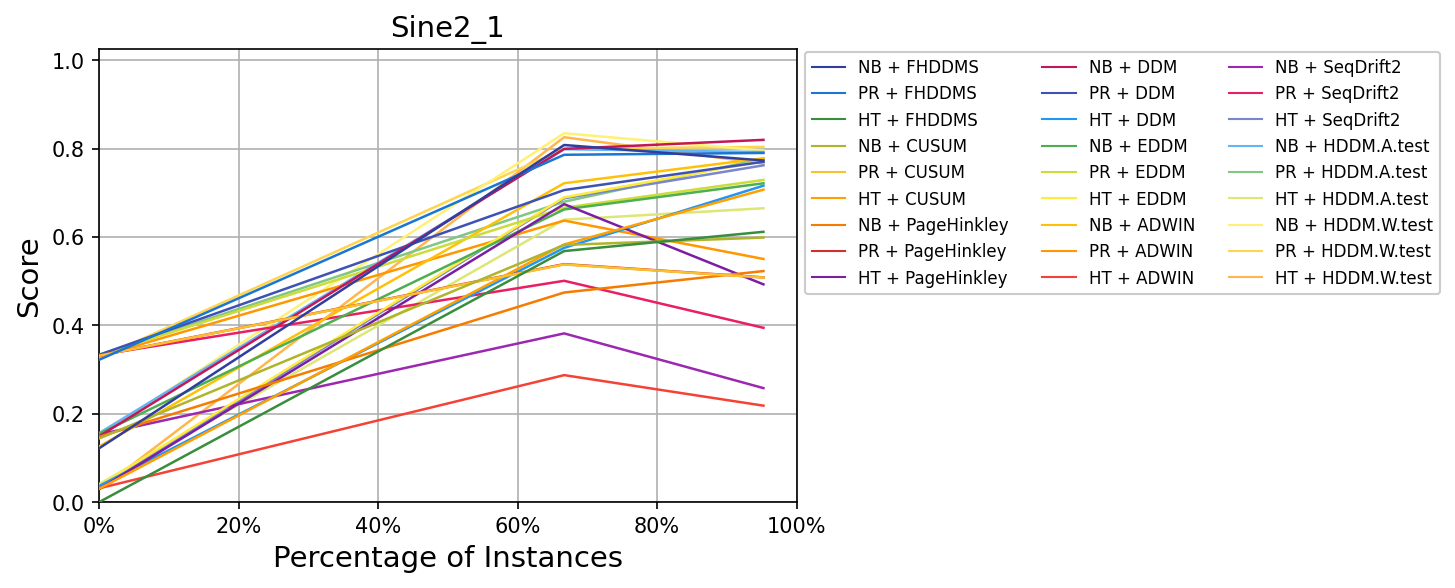 Sine2_1
1.0
0.8
0.6
0.4
0.2
0.0
Score
0%
20%
40%
60%
80%
100%
Percentage of Instances
NB + FHDDMS
PR + FHDDMS
HT + FHDDMS
NB + CUSUM
PR + CUSUM
HT + CUSUM
NB + PageHinkley
PR + PageHinkley
HT + PageHinkley
NB + DDM
PR + DDM
HT + DDM
NB + EDDM
PR + EDDM
HT + EDDM
NB + ADWIN
PR + ADWIN
HT + ADWIN
NB + SeqDrift2
PR + SeqDrift2
HT + SeqDrift2
NB + HDDM.A.test
PR + HDDM.A.test
HT + HDDM.A.test
NB + HDDM.W.test
PR + HDDM.W.test
HT + HDDM.W.test